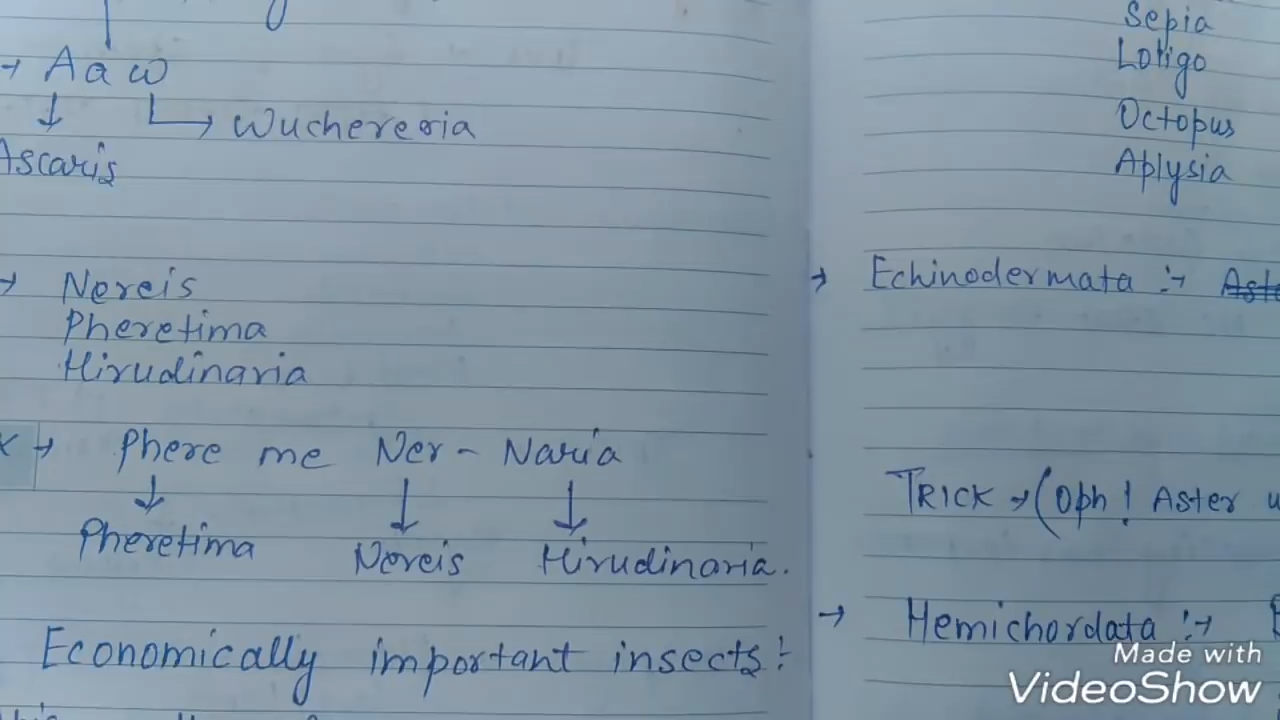 → A a w
→ Wuchereria
Ascaris
→ Nereis
Pheretima
Hirudinaria
→ Phere me Ner - Naria
Pheretima Nereis Hirudinaria.
Economically important insects :-
Sepia
Loligo
Octopus
Aplysia
→ Echinodermata :→
TRICK → (Oph ! Aster
→ Hemichordata :→
Made with
VideoShow